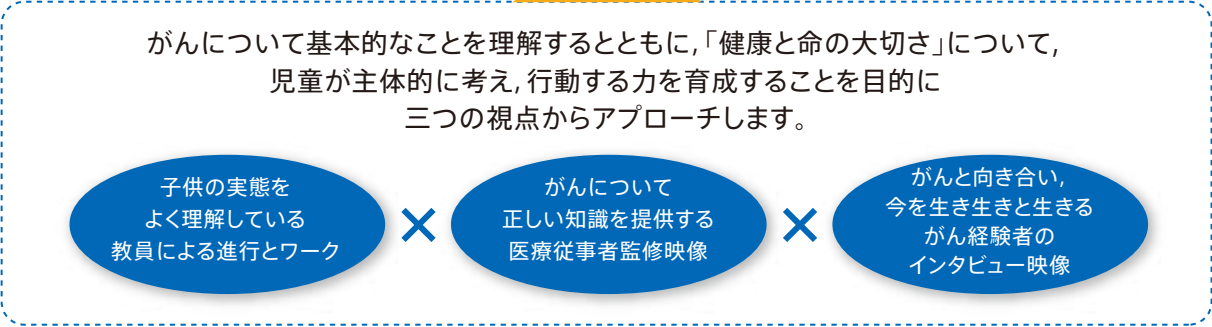 がんについて基本的なことを理解するとともに,「健康と命の大切さ」について,
児童が主体的に考え, 行動する力を育成することを目的に
三つの視点からアプローチします。
子供の実態を
よく理解している
教員による進行とワーク
×
がんについて
正しい知識を提供する
医療従事者監修映像
×
がんと向き合い,
今を生き生きと生きる
がん経験者の
インタビュー映像